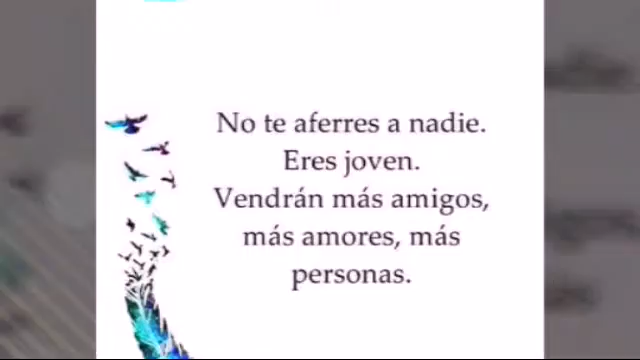 No te aferres a nadie.
Eres joven.
Vendrán más amigos,
más amores, más
personas.